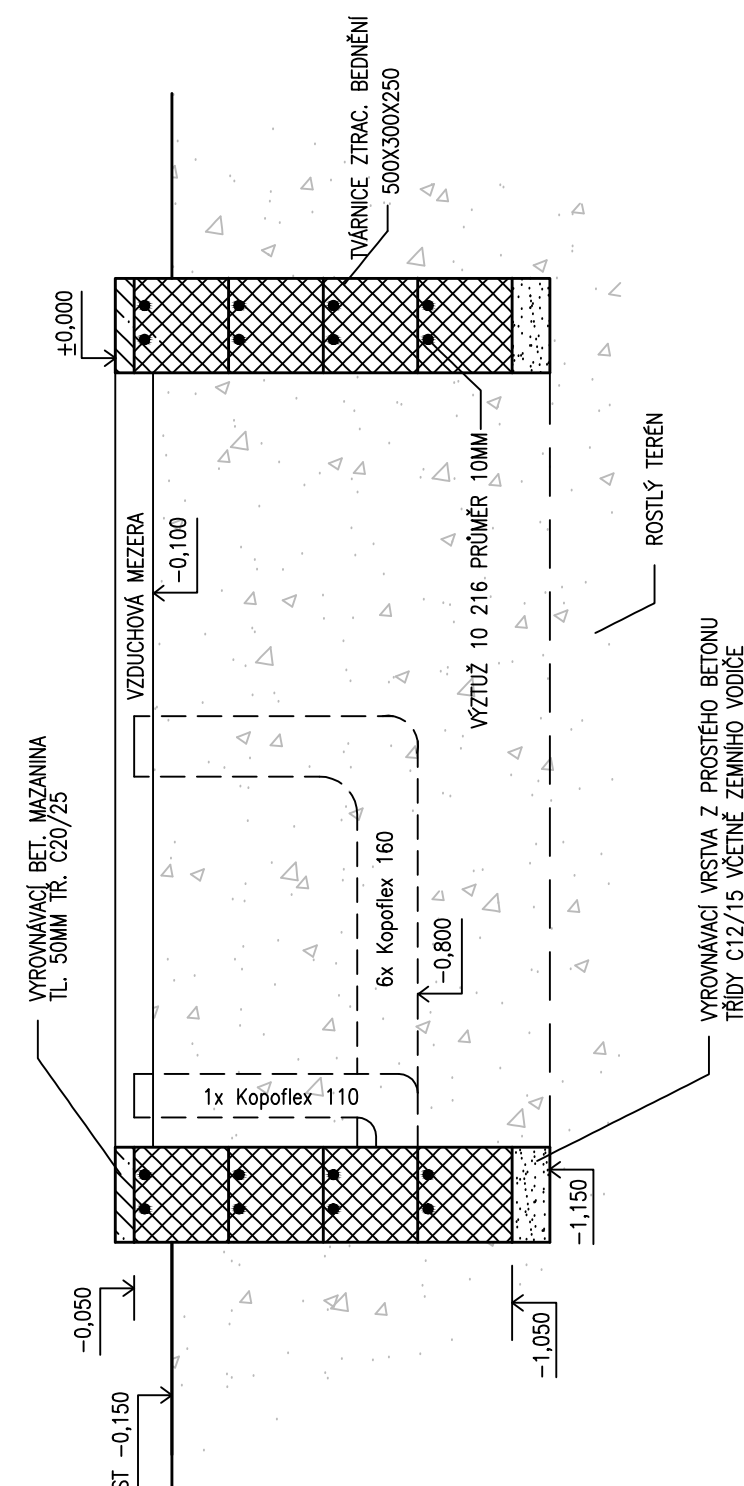 TVÁRNICE ZTRAC. BEDNĚNÍ
500X300X250
±0,000
VZDUCHOVÁ MEZERA
-0,100
VÝZTUŽ 10 216 PRŮMĚR 10MM
ROSTLÝ TERÉN
VYROVNÁVACÍ BET. MAZANINA
TL. 50MM TŘ. C20/25
6x Kopoflex 160
-0,800
1x Kopoflex 110
VYROVNÁVACÍ VRSTVA Z PROSTÉHO BETONU
TŘÍDY C12/15 VČETNĚ ZEMNÍHO VODIČE
-1,150
-0,050
-1,050
ST -0,150